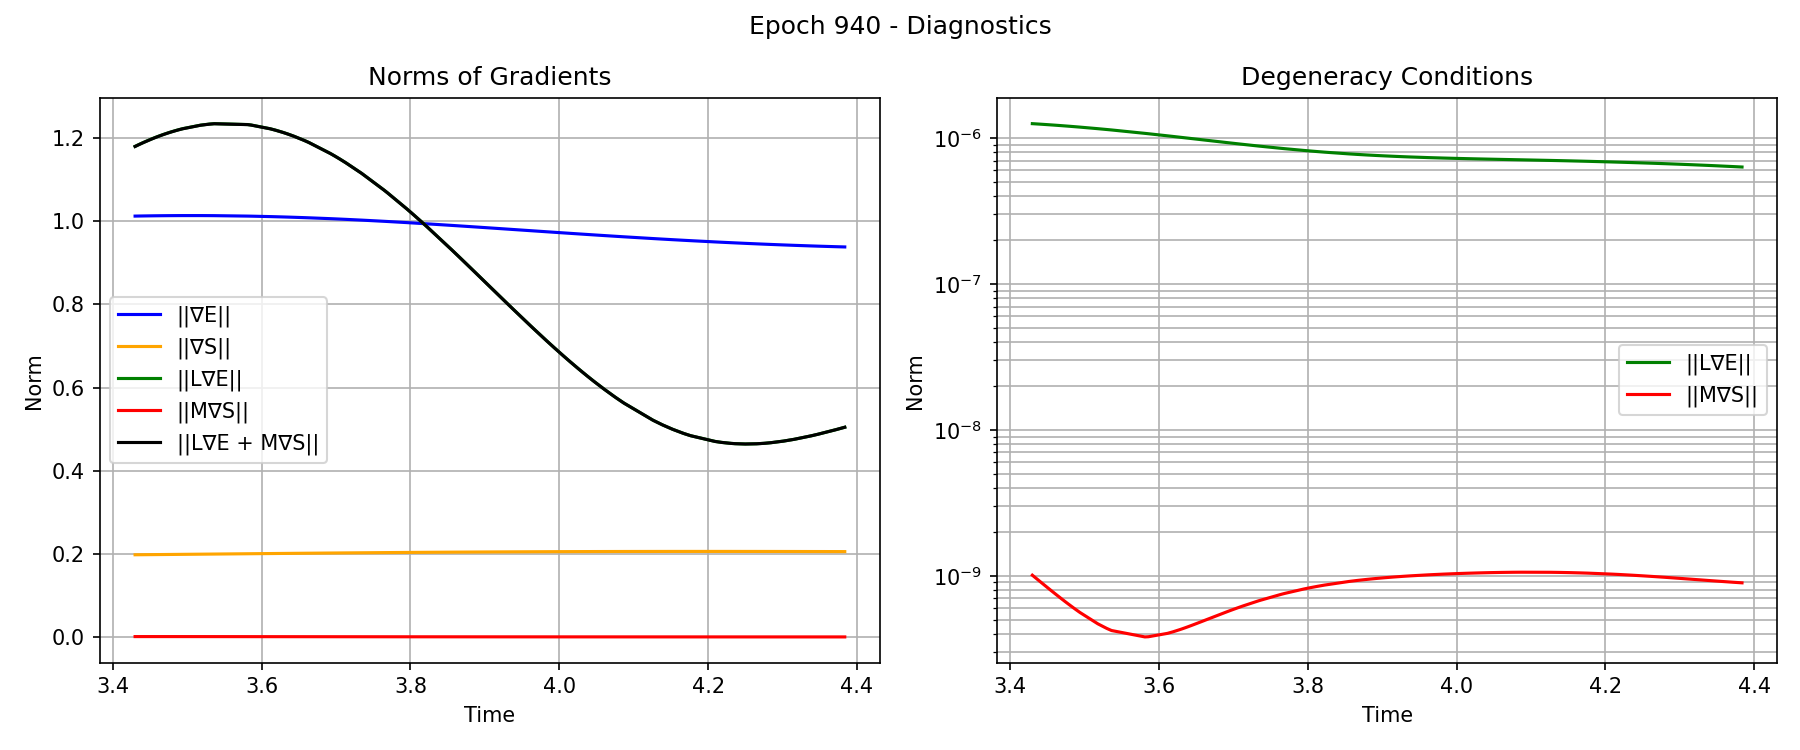 Epoch 940 - Diagnostics
Norms of Gradients
Norm
1.2
1.0
0.8
0.6
0.4
0.2
0.0
||∇E||
||∇S||
||L∇E||
||M∇S||
||L∇E + M∇S||
3.4 3.6 3.8 4.0 4.2 4.4
Time
Degeneracy Conditions
Norm
10⁻⁶
10⁻⁷
10⁻⁸
10⁻⁹
||L∇E||
||M∇S||
3.4 3.6 3.8 4.0 4.2 4.4
Time